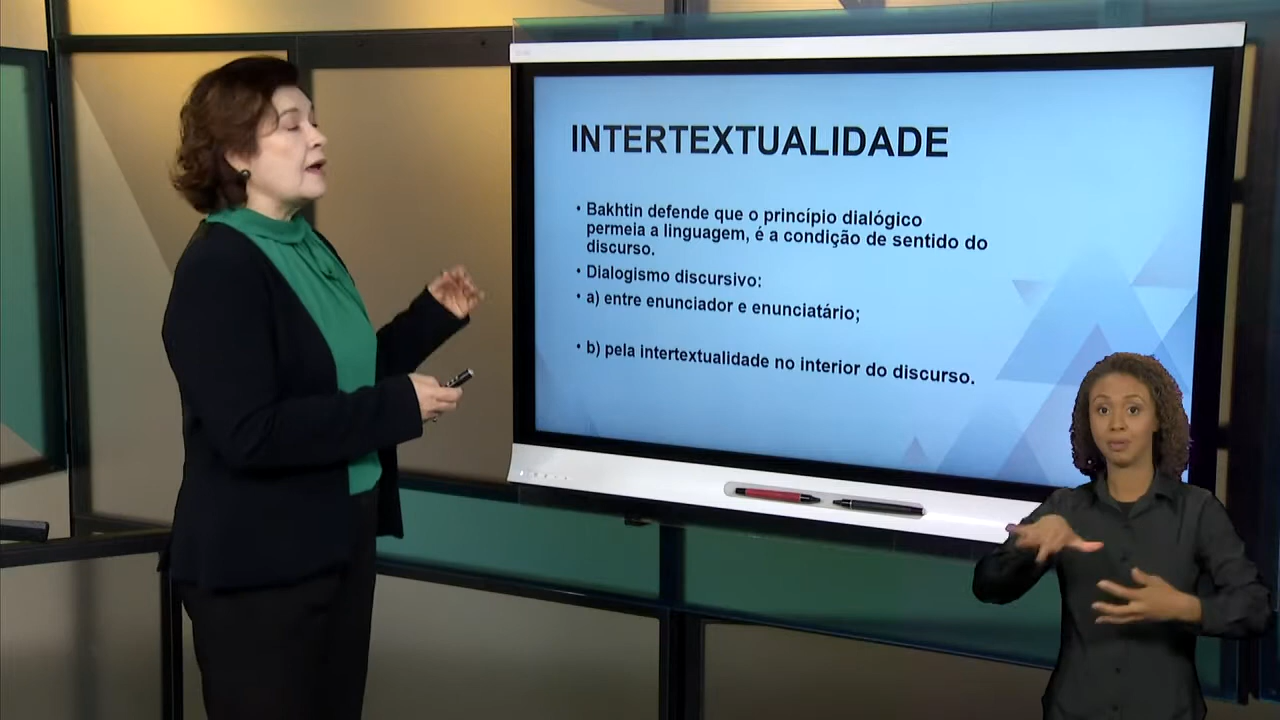 INTERTEXTUALIDADE
• Bakhtin defende que o princípio dialógico
permeia a linguagem, é a condição de sentido do
discurso.
• Dialogismo discursivo:
• a) entre enunciador e enunciatário;
• b) pela intertextualidade no interior do discurso.